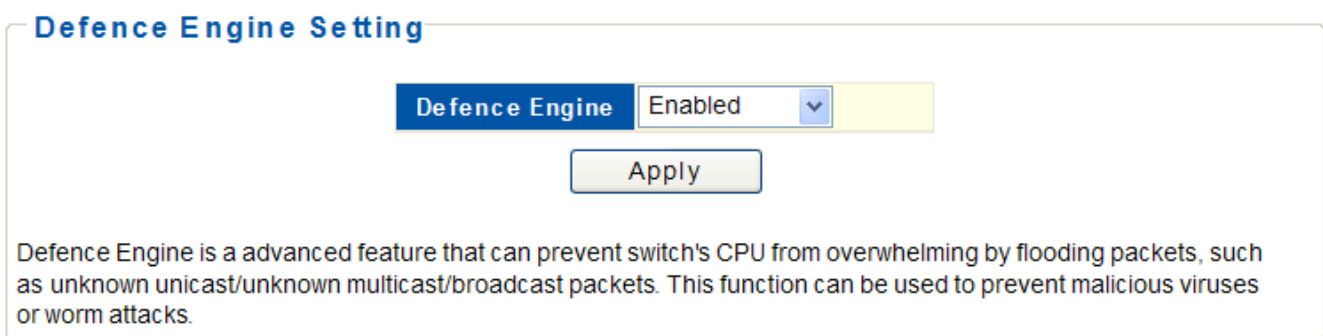 Defence Engine Setting
Defence Engine Enabled
Apply
Defence Engine is a advanced feature that can prevent switch's CPU from overwhelming by flooding packets, such
as unknown unicast/unknown multicast/broadcast packets. This function can be used to prevent malicious viruses
or worm attacks.